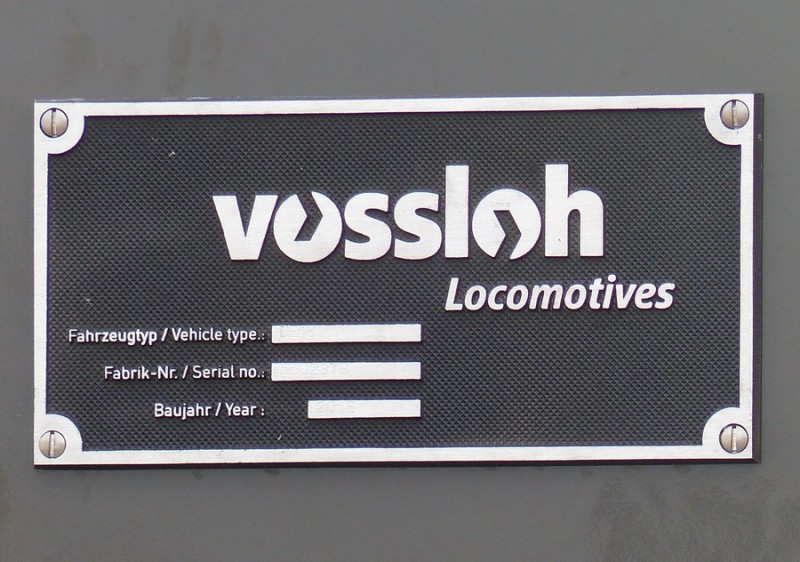 vossloh
Locomotives
Fahrzeugtyp / Vehicle type.:
Fabrik-Nr. / Serial no.:
Baujahr / Year :